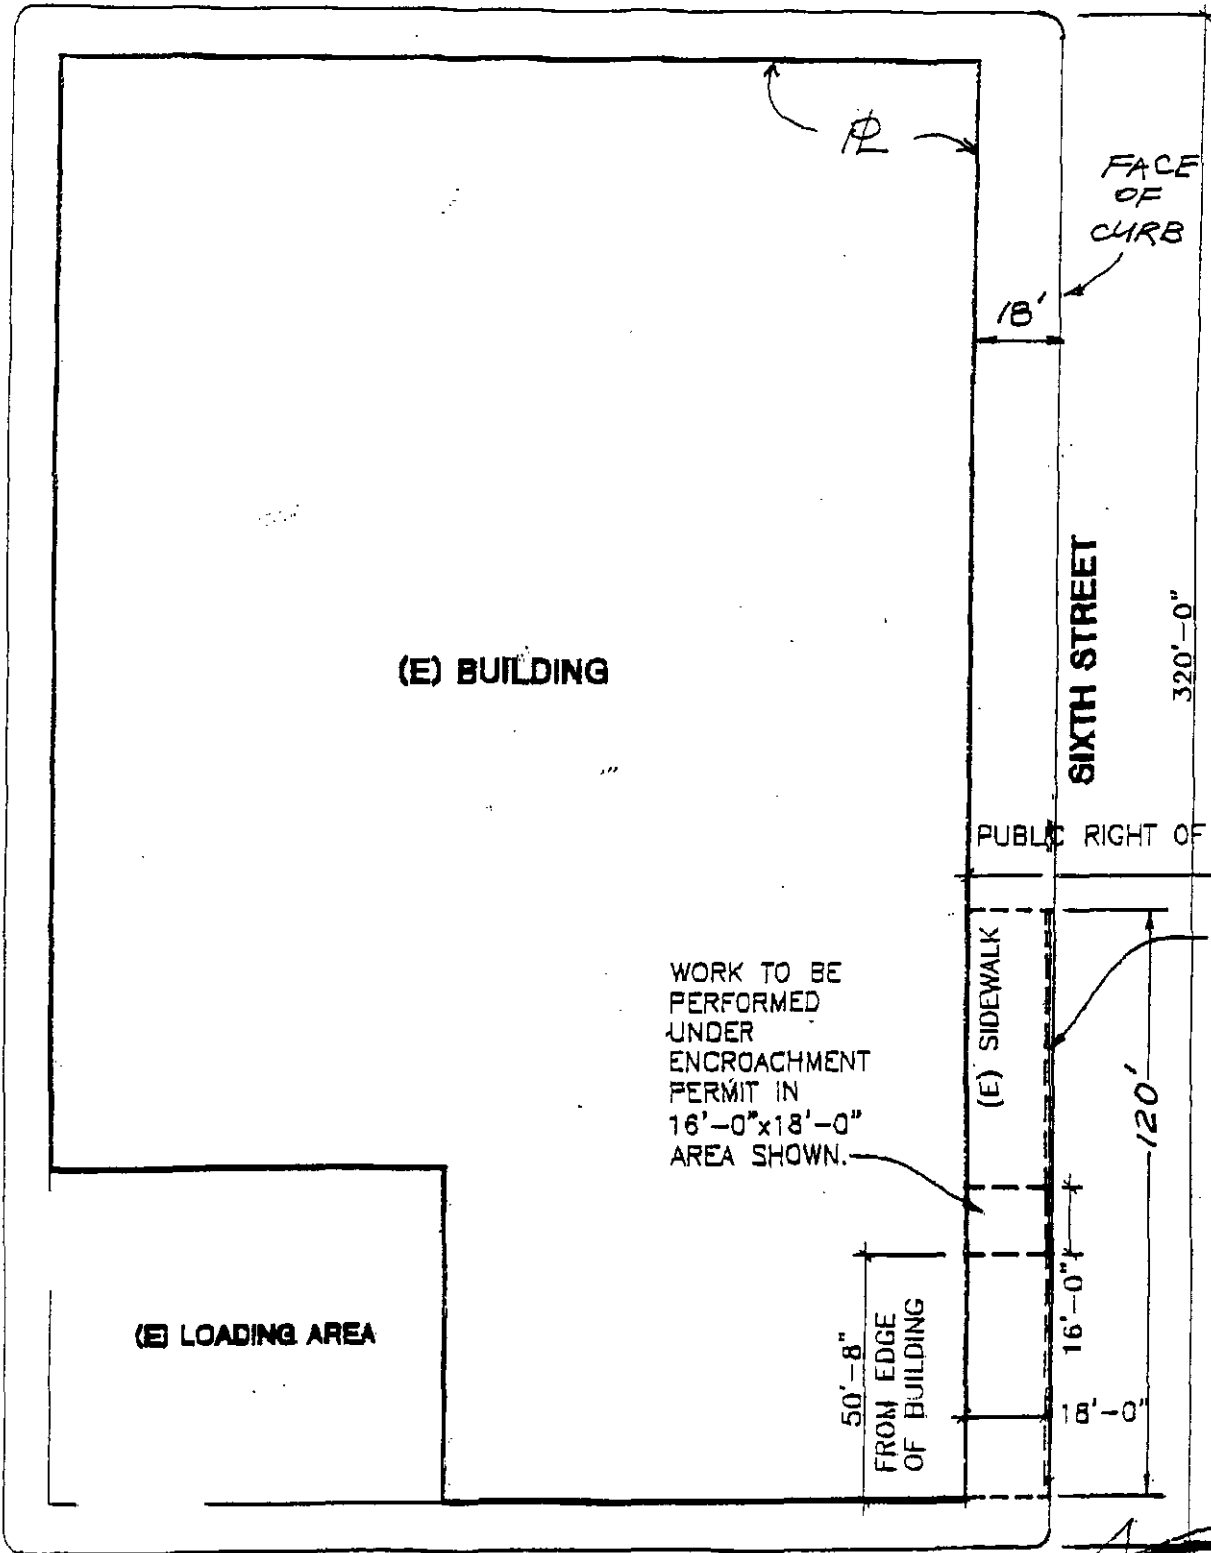 PL
FACE
OF
CURB
18'
(E) BUILDING
SIXTH STREET
320'-0"
PUBLIC RIGHT OF
(E) SIDEWALK
WORK TO BE
PERFORMED
UNDER
ENCROACHMENT
PERMIT IN
16'-0"x18'-0"
AREA SHOWN.
120'
16'-0"
(E) LOADING AREA
50'-8"
FROM EDGE
OF BUILDING
18'-0"